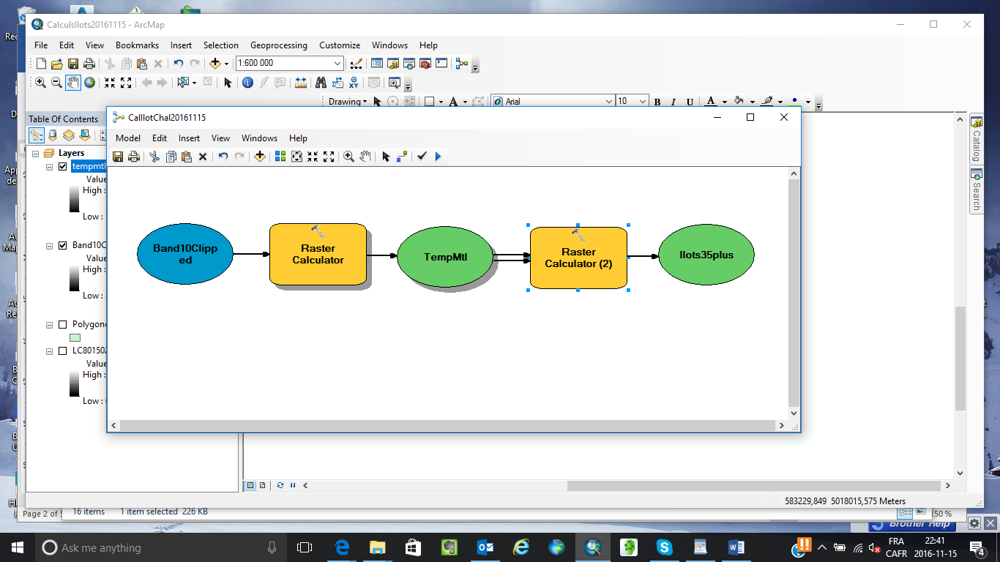 CalculsIlots20161115 - ArcMap
File Edit View Bookmarks Insert Selection Geoprocessing Customize Windows Help
1:600 000
Drawing
Arial
10
B I U A
Table Of Contents
Layers
tempmtl
Value
High :
Low :
Band10C
Value
High :
Low :
Polygone
LC801502
Value
High :
Low :
CalIlotChal20161115
Model Edit Insert View Windows Help
Band10Clipp
ed
Raster
Calculator
TempMtl
Raster
Calculator (2)
Ilots35plus
Catalog
Search
583229,849 5018015,575 Meters
Page 2 of
16 items 1 item selected 226 KB
50 %
Brother Help
Ask me anything
FRA
CAFR
22:41
2016-11-15
4